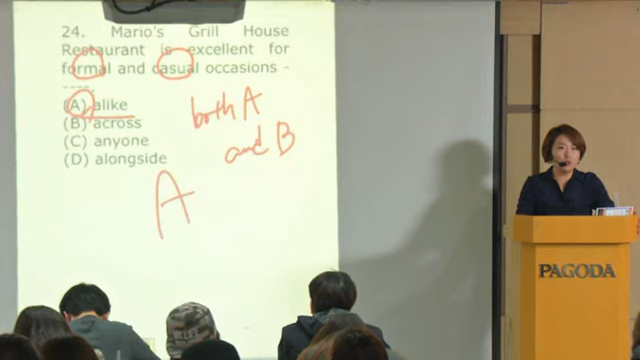 24. Mario's Grill House
Restaurant is excellent for
formal and casual occasions -
----
(A) alike
(B) across
(C) anyone
(D) alongside
both A
and B
A
PAGODA